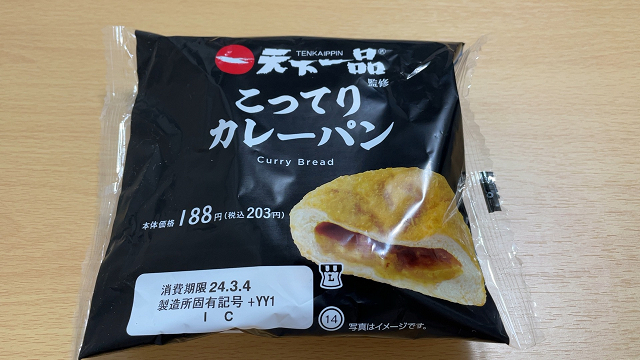 TENKAIPPIN
天下一品®
監修
こってり
カレーパン
Curry Bread
本体価格188円(税込203円)
消費期限 24.3.4
製造所固有記号 +YY1
I C
L
14
写真はイメージです。